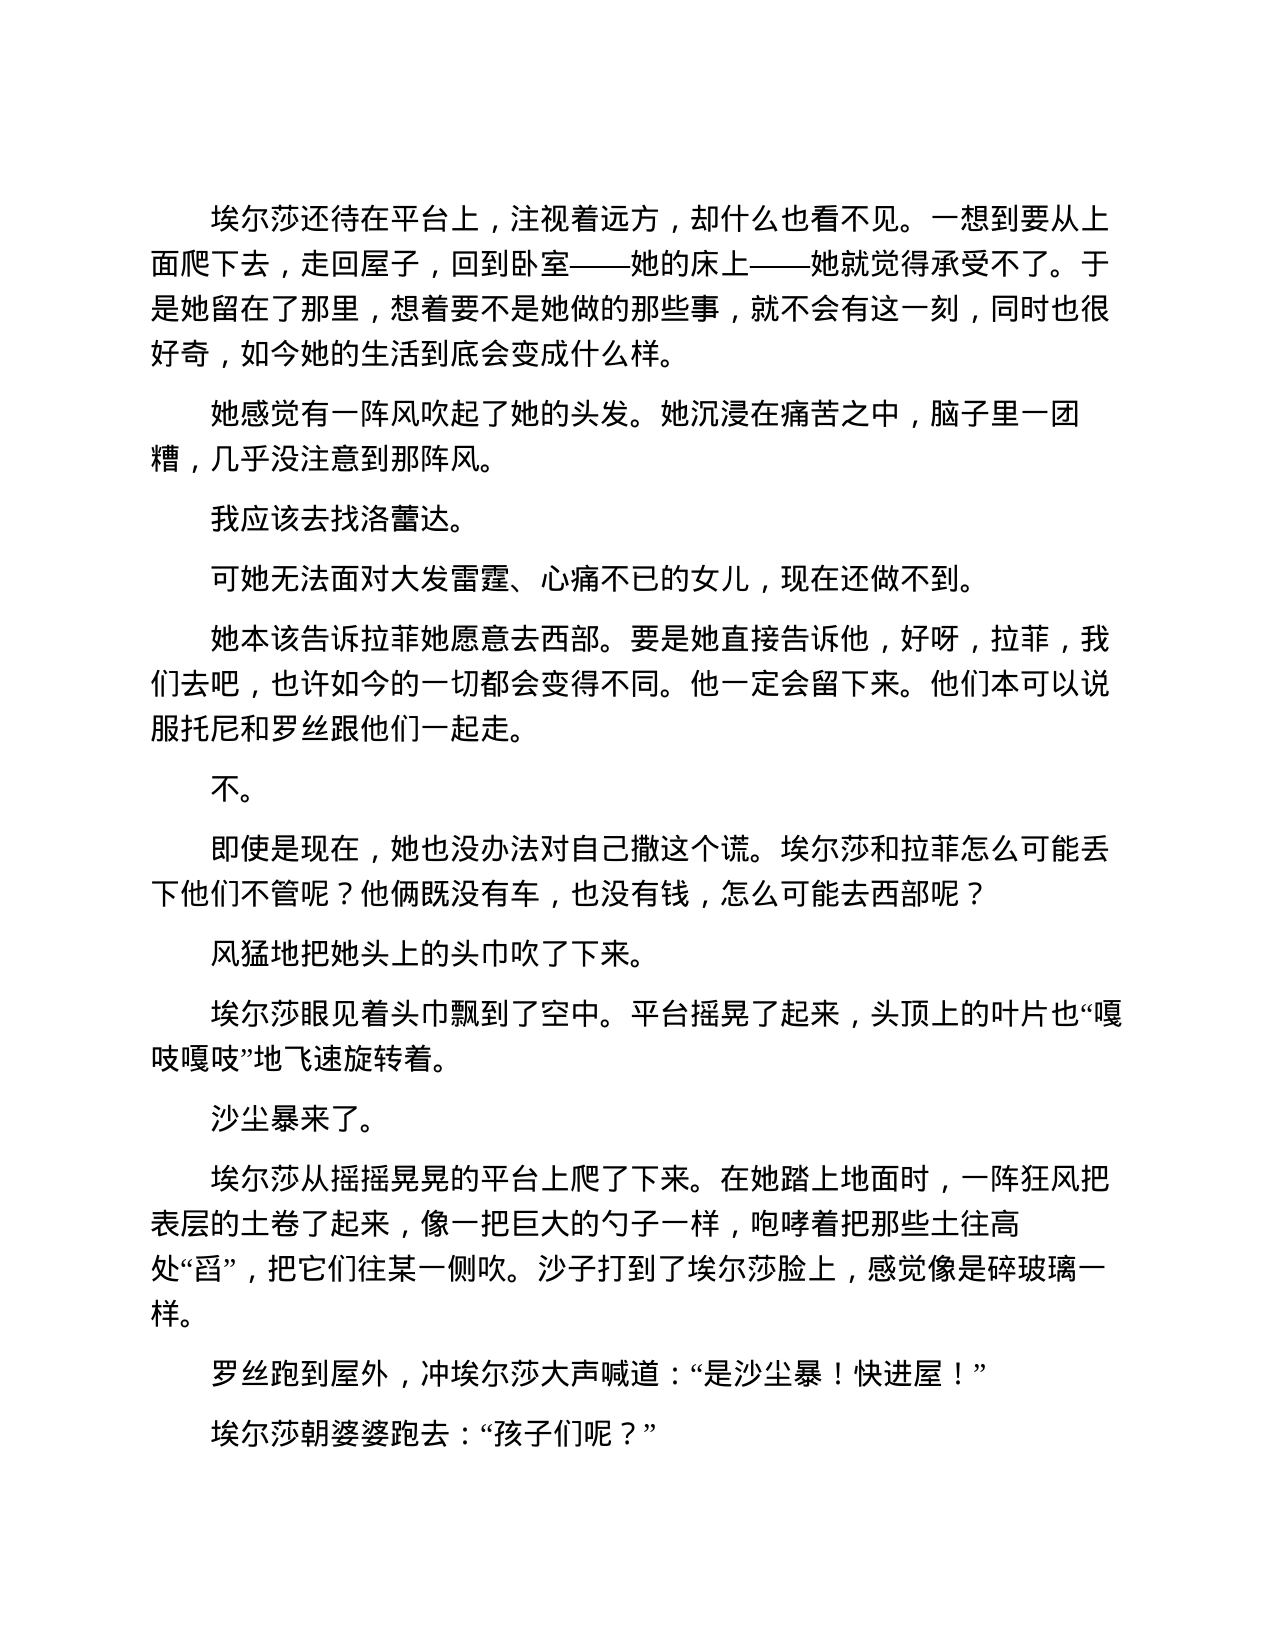 埃尔莎还待在平台上，注视着远方，却什么也看不见。一想到要从上
面爬下去，走回屋子，回到卧室——她的床上——她就觉得承受不了。于
是她留在了那里，想着要不是她做的那些事，就不会有这一刻，同时也很
好奇，如今她的生活到底会变成什么样。
她感觉有一阵风吹起了她的头发。她沉浸在痛苦之中，脑子里一团
糟，几乎没注意到那阵风。
我应该去找洛蕾达。
可她无法面对大发雷霆、心痛不已的女儿，现在还做不到。
她本该告诉拉菲她愿意去西部。要是她直接告诉他，好呀，拉菲，我
们去吧，也许如今的一切都会变得不同。他一定会留下来。他们本可以说
服托尼和罗丝跟他们一起走。
不。
即使是现在，她也没办法对自己撒这个谎。埃尔莎和拉菲怎么可能丢
下他们不管呢？他俩既没有车，也没有钱，怎么可能去西部呢？
风猛地把她头上的头巾吹了下来。
埃尔莎眼见着头巾飘到了空中。平台摇晃了起来，头顶上的叶片也“嘎
吱嘎吱”地飞速旋转着。
沙尘暴来了。
埃尔莎从摇摇晃晃的平台上爬了下来。在她踏上地面时，一阵狂风把
表层的土卷了起来，像一把巨大的勺子一样，咆哮着把那些土往高
处“舀”，把它们往某一侧吹。沙子打到了埃尔莎脸上，感觉像是碎玻璃一
样。
罗丝跑到屋外，冲埃尔莎大声喊道：“是沙尘暴！快进屋！”
埃尔莎朝婆婆跑去：“孩子们呢？”